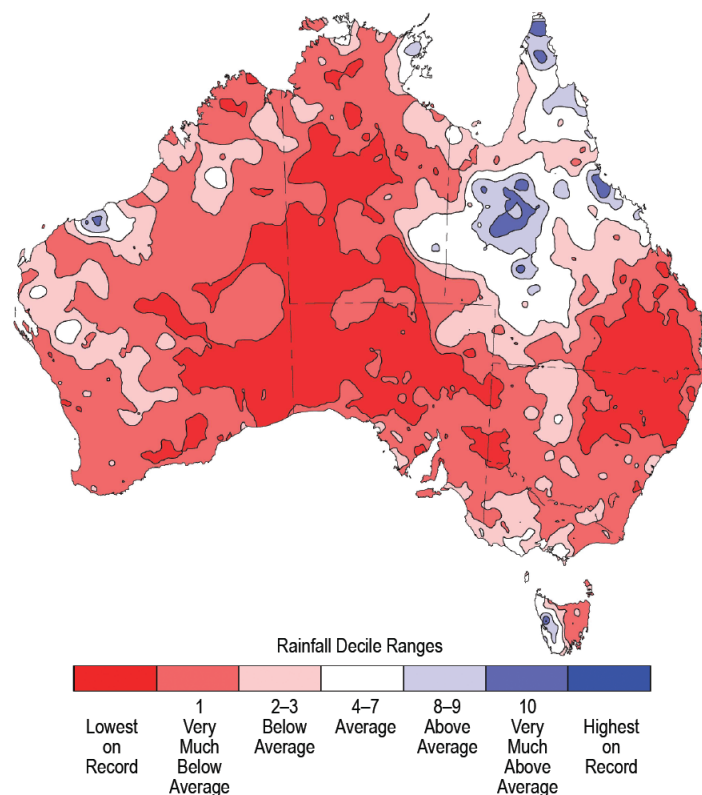 Rainfall Decile Ranges
Lowest
on
Record
1
Very
Much
Below
Average
2–3
Below
Average
4–7
Average
8–9
Above
Average
10
Very
Much
Above
Average
Highest
on
Record